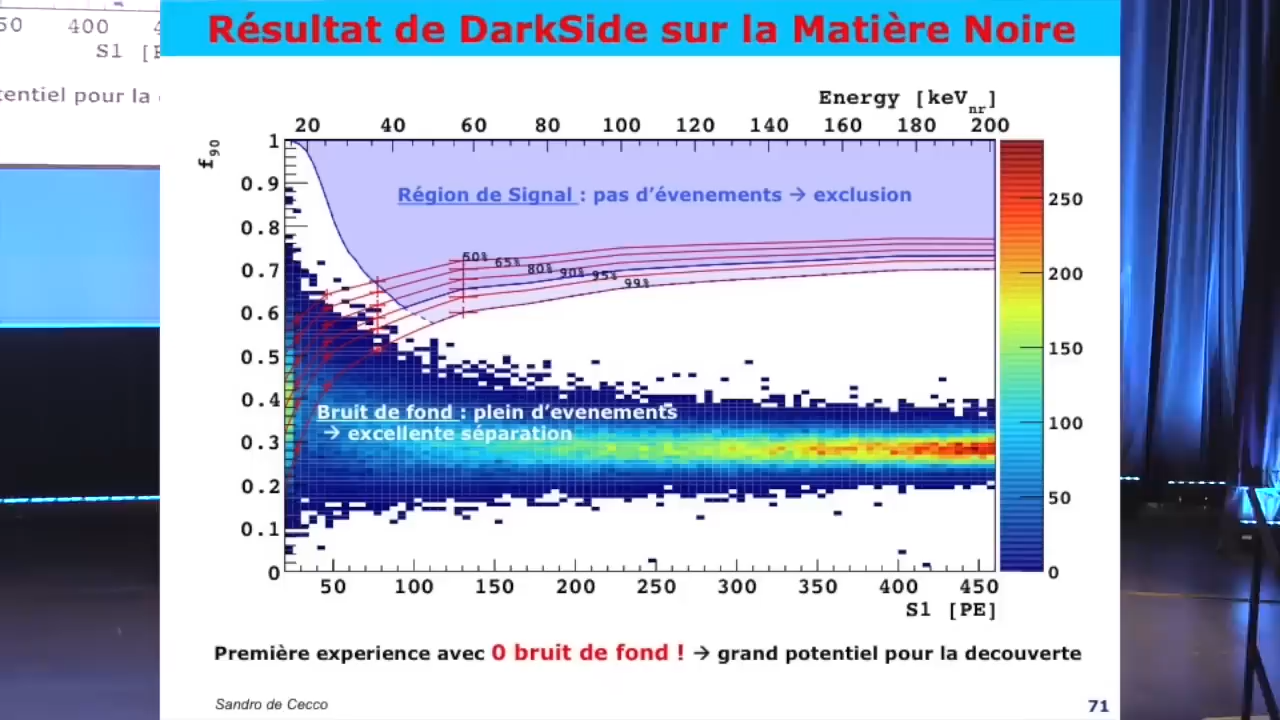 Résultat de DarkSide sur la Matière Noire
50 400
S1 [
tentiel pour la
Energy [keVnr]
20 40 60 80 100 120 140 160 180 200
f90
1
0.9
0.8
0.7
0.6
0.5
0.4
0.3
0.2
0.1
0
Région de Signal : pas d’évenements → exclusion
50% 65% 80% 90% 95% 99%
Bruit de fond : plein d’evenements
→ excellente séparation
250
200
150
100
50
0
50 100 150 200 250 300 350 400 450
S1 [PE]
Première experience avec 0 bruit de fond ! → grand potentiel pour la decouverte
Sandro de Cecco
71